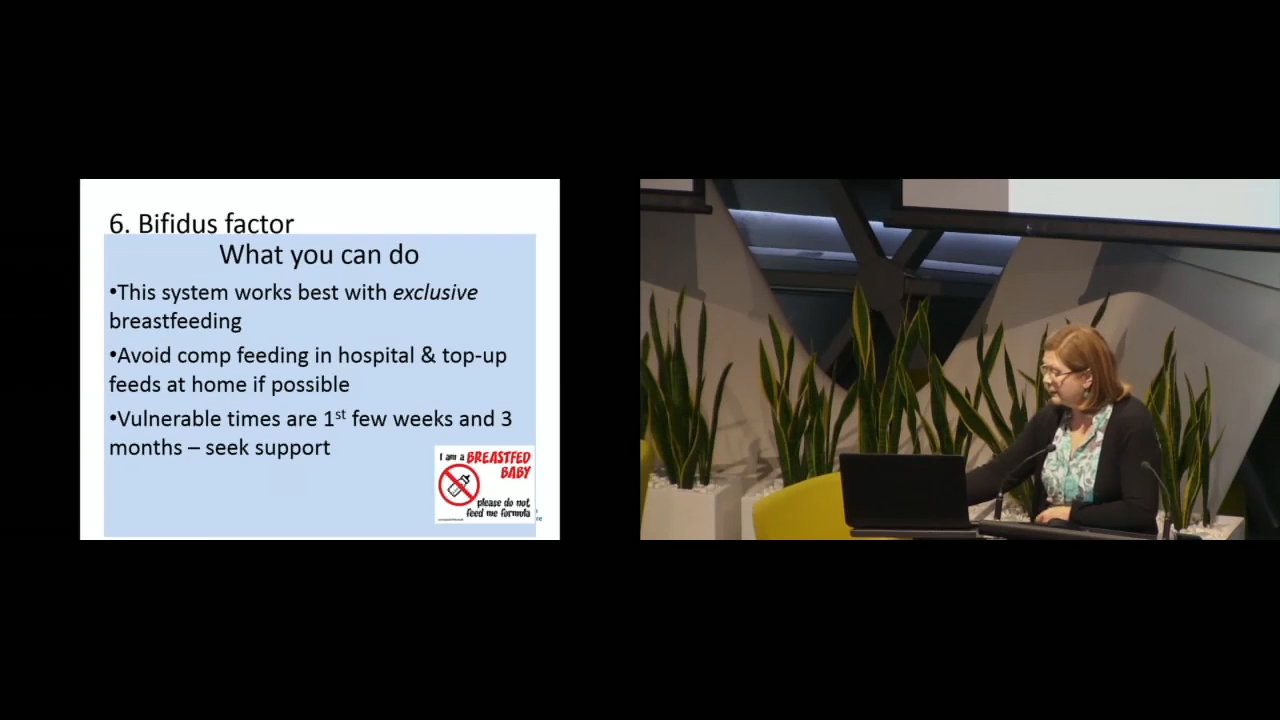 6. Bifidus factor
What you can do
•This system works best with exclusive
breastfeeding
•Avoid comp feeding in hospital & top-up
feeds at home if possible
•Vulnerable times are 1st few weeks and 3
months – seek support
I am a BREASTFED
BABY
please do not
feed me formula